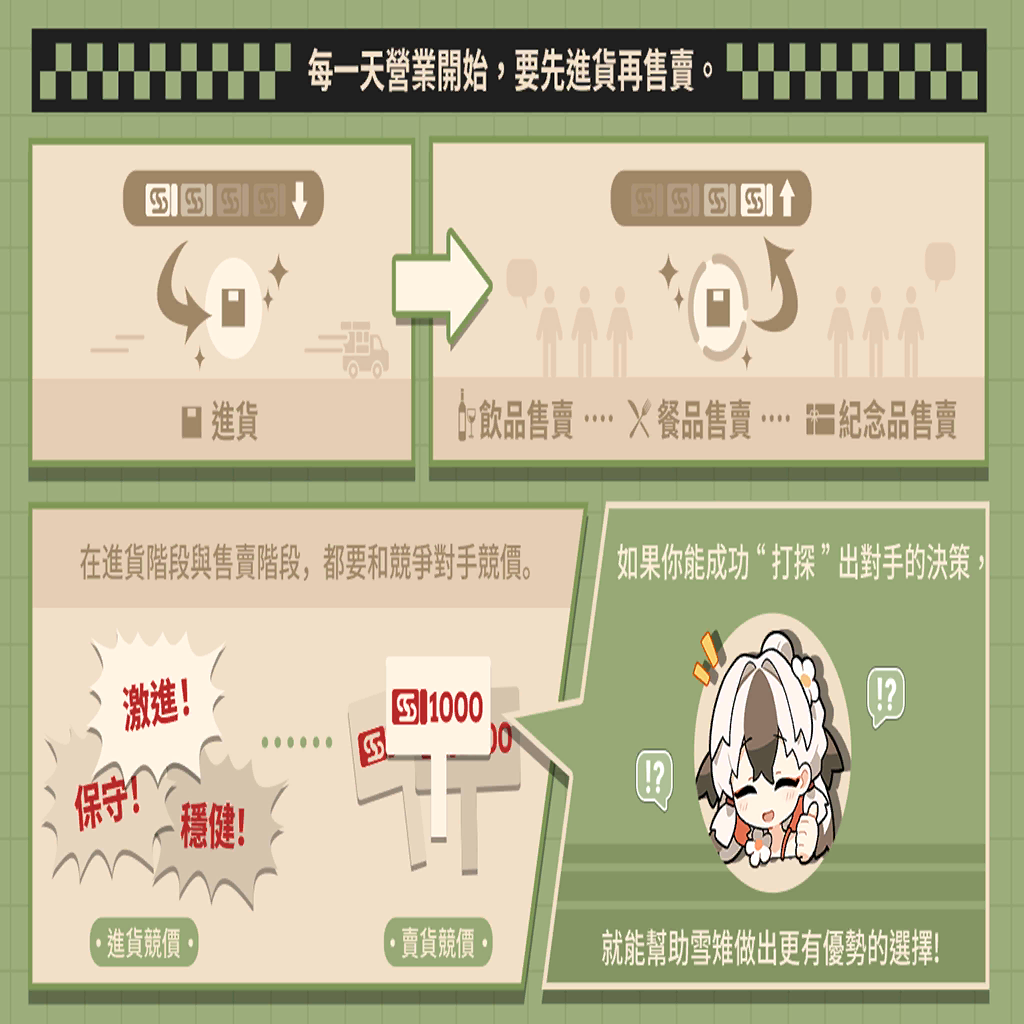 每一天營業開始，要先進貨再售賣。
進貨
飲品售賣 ···· 餐品售賣 ···· 紀念品售賣
在進貨階段與售賣階段，都要和競爭對手競價。
激進！
保守！
穩健！
1000
00
·進貨競價·
·賣貨競價·
如果你能成功“打探”出對手的決策，
!?
!?
就能幫助雪雉做出更有優勢的選擇！